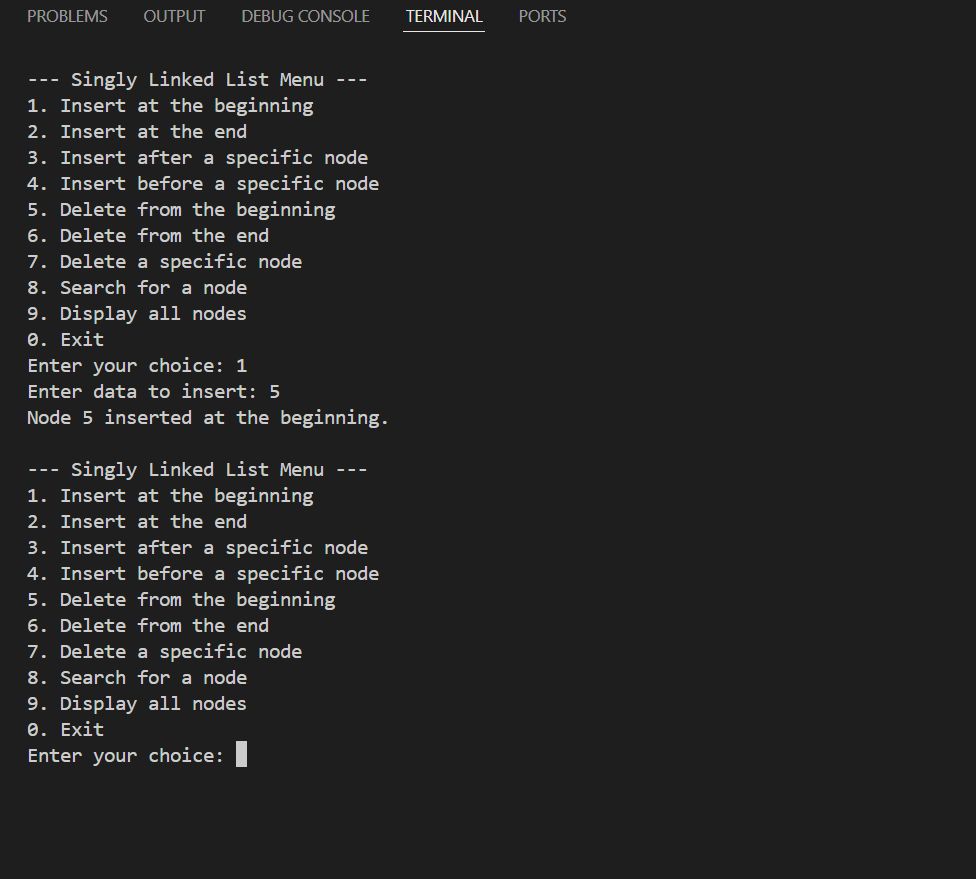 PROBLEMS OUTPUT DEBUG CONSOLE TERMINAL PORTS
--- Singly Linked List Menu ---
1. Insert at the beginning
2. Insert at the end
3. Insert after a specific node
4. Insert before a specific node
5. Delete from the beginning
6. Delete from the end
7. Delete a specific node
8. Search for a node
9. Display all nodes
0. Exit
Enter your choice: 1
Enter data to insert: 5
Node 5 inserted at the beginning.
--- Singly Linked List Menu ---
1. Insert at the beginning
2. Insert at the end
3. Insert after a specific node
4. Insert before a specific node
5. Delete from the beginning
6. Delete from the end
7. Delete a specific node
8. Search for a node
9. Display all nodes
0. Exit
Enter your choice: